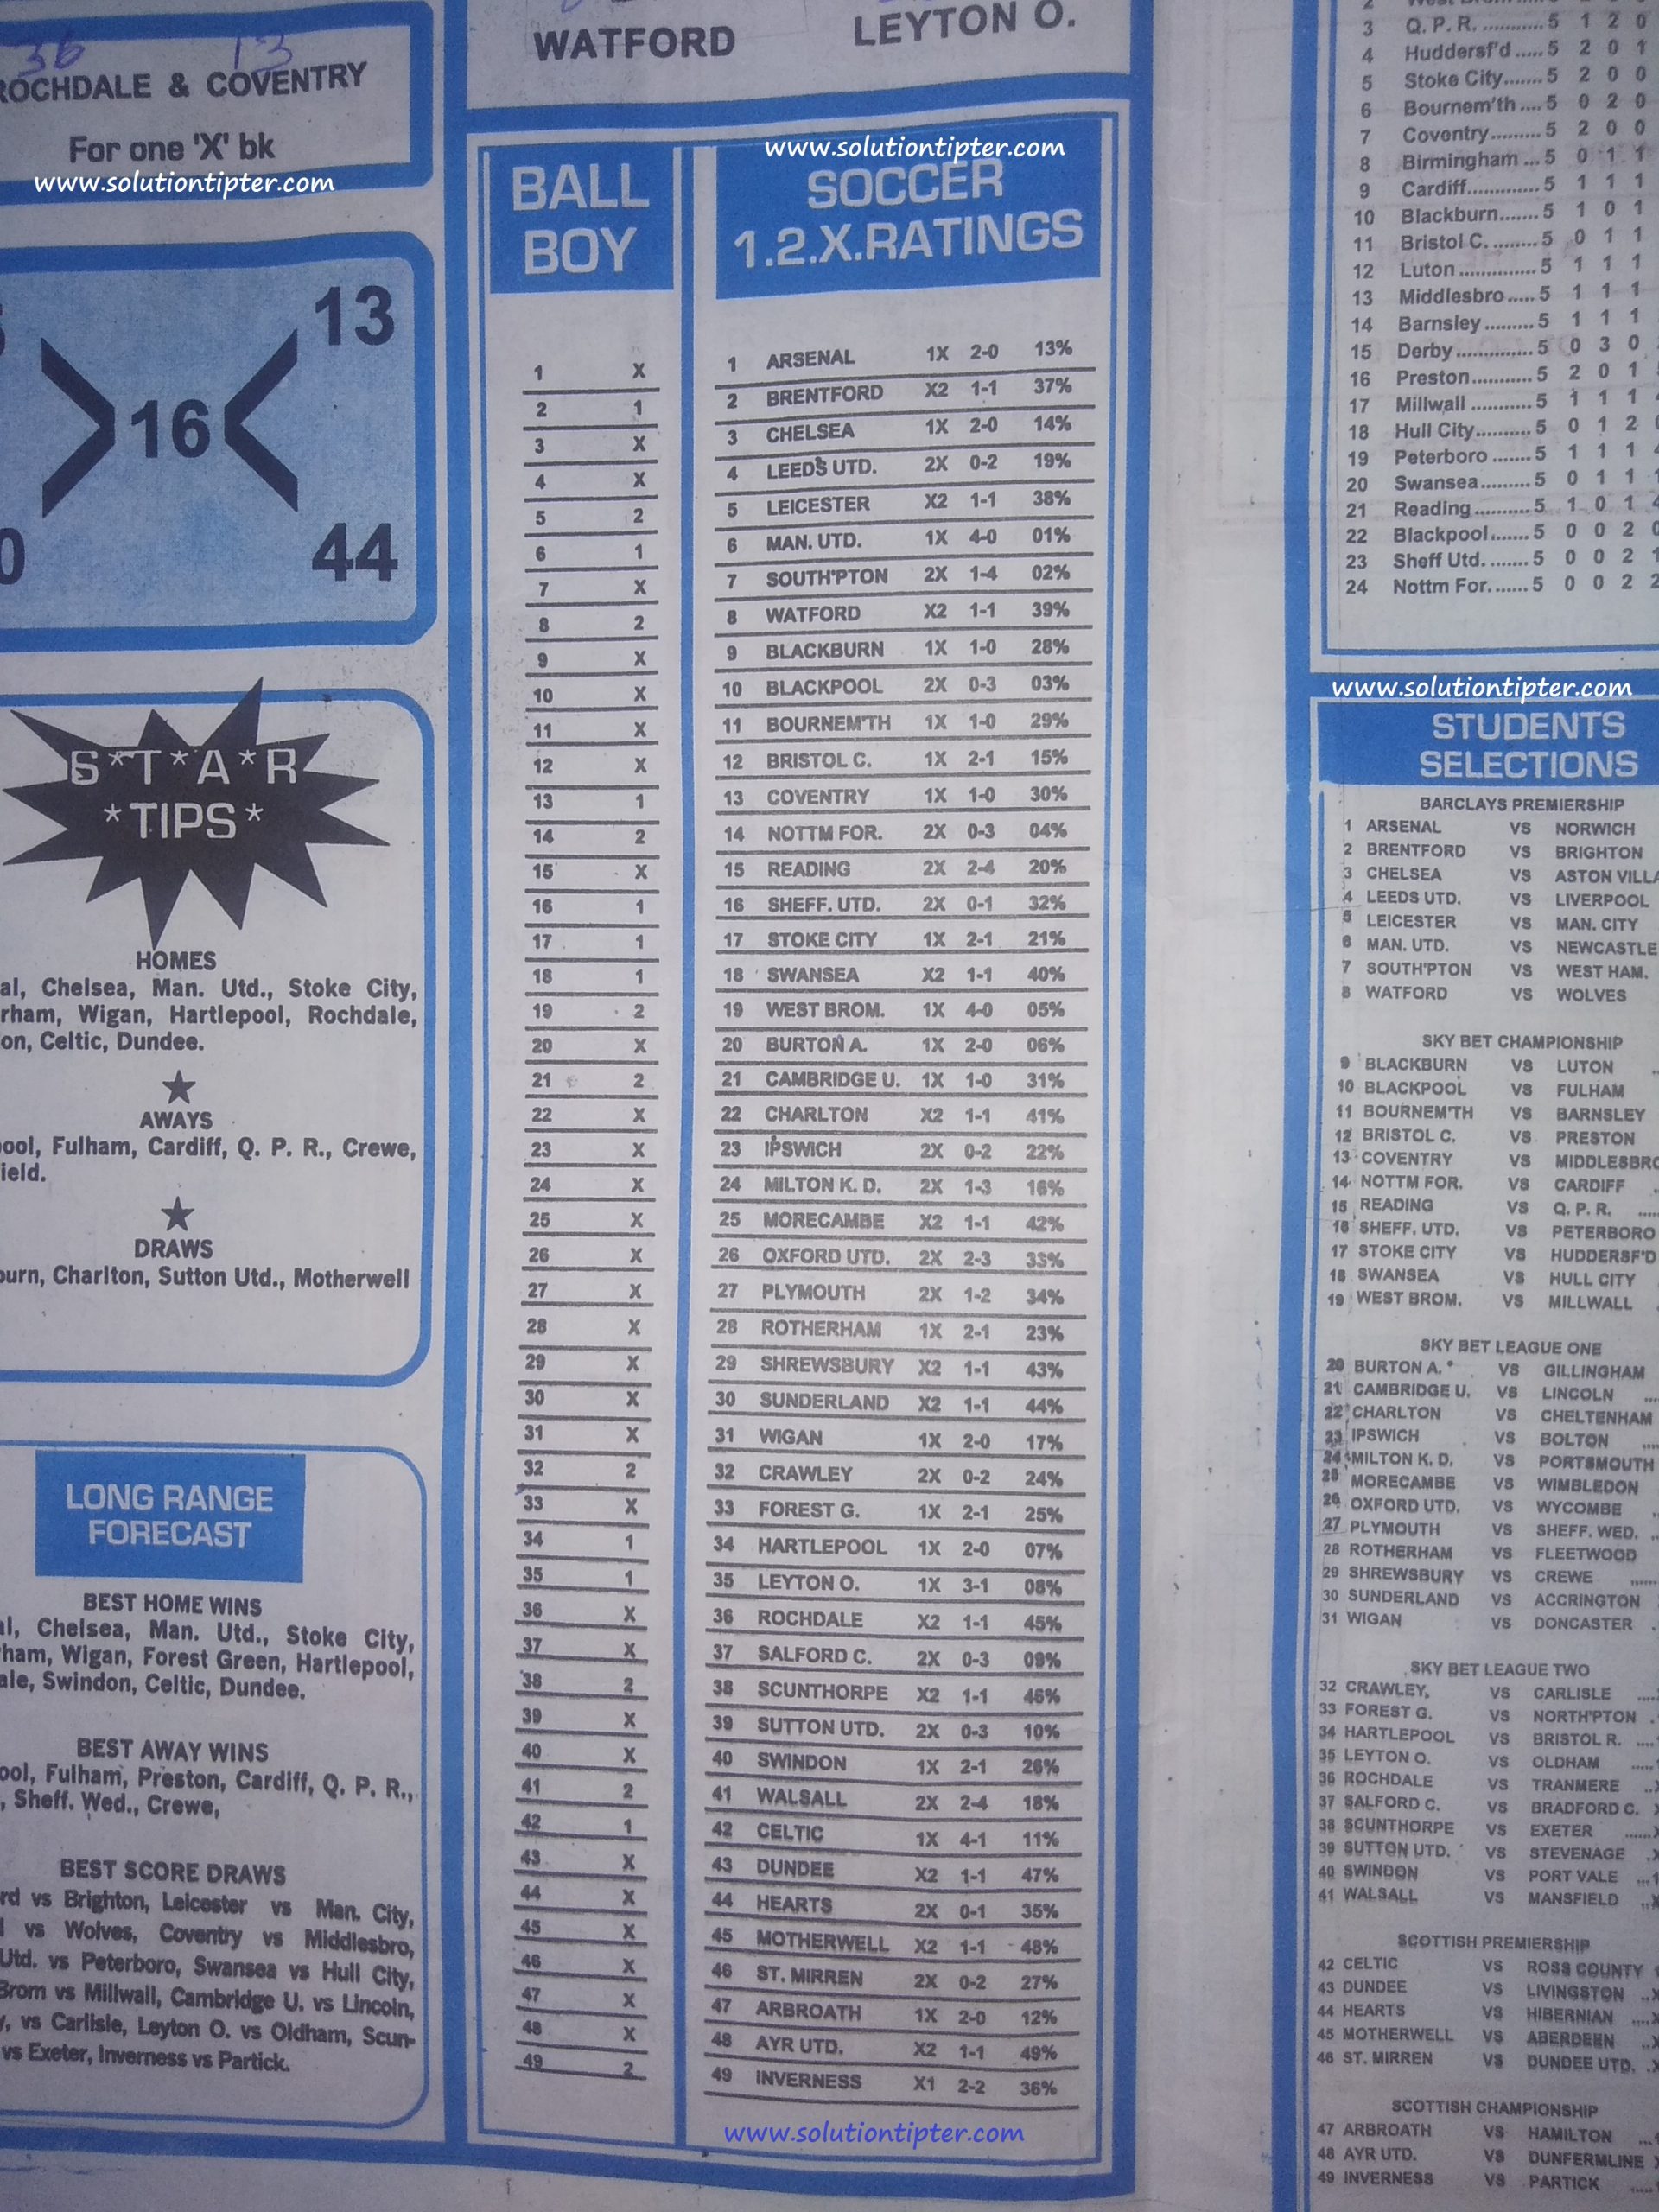 36 13
ROCHDALE & COVENTRY
For one 'X' bk
www.solutiontipter.com
13
>16<
44
S*T*A*R
*TIPS*
HOMES
Chelsea, Man. Utd., Stoke City,
Wigan, Hartlepool, Rochdale,
Celtic, Dundee.
AWAYS
Fulham, Cardiff, Q. P. R., Crewe,
DRAWS
Charlton, Sutton Utd., Motherwell
LONG RANGE
FORECAST
BEST HOME WINS
Chelsea, Man. Utd., Stoke City,
Wigan, Forest Green, Hartlepool,
Swindon, Celtic, Dundee.
BEST AWAY WINS
Fulham, Preston, Cardiff, Q. P. R.,
Sheff. Wed., Crewe,
BEST SCORE DRAWS
vs Brighton, Leicester vs Man. City,
vs Wolves, Coventry vs Middlesbro,
Utd. vs Peterboro, Swansea vs Hull City,
Brom vs Millwall, Cambridge U. vs Lincoln,
vs Carlisle, Leyton O. vs Oldham, Scun-
vs Exeter, Inverness vs Partick.
WATFORD LEYTON O.
BALL
BOY
1 X
2 1
3 X
4 X
5 2
6 1
7 X
8 2
9 X
10 X
11 X
12 X
13 1
14 2
15 X
16 1
17 1
18 1
19 2
20 X
21 2
22 X
23 X
24 X
25 X
26 X
27 X
28 X
29 X
30 X
31 X
32 2
33 X
34 1
35 1
36 X
37 X
38 2
39 X
40 X
41 2
42 1
43 X
44 X
45 X
46 X
47 X
48 X
49 2
www.solutiontipter.com
SOCCER
1.2.X.RATINGS
1 ARSENAL 1X 2-0 13%
2 BRENTFORD X2 1-1 37%
3 CHELSEA 1X 2-0 14%
4 LEEDS UTD. 2X 0-2 19%
5 LEICESTER X2 1-1 38%
6 MAN. UTD. 1X 4-0 01%
7 SOUTH'PTON 2X 1-4 02%
8 WATFORD X2 1-1 39%
9 BLACKBURN 1X 1-0 28%
10 BLACKPOOL 2X 0-3 03%
11 BOURNEM'TH 1X 1-0 29%
12 BRISTOL C. 1X 2-1 15%
13 COVENTRY 1X 1-0 30%
14 NOTTM FOR. 2X 0-3 04%
15 READING 2X 2-4 20%
16 SHEFF. UTD. 2X 0-1 32%
17 STOKE CITY 1X 2-1 21%
18 SWANSEA X2 1-1 40%
19 WEST BROM. 1X 4-0 05%
20 BURTON A. 1X 2-0 06%
21 CAMBRIDGE U. 1X 1-0 31%
22 CHARLTON X2 1-1 41%
23 IPSWICH 2X 0-2 22%
24 MILTON K. D. 2X 1-3 16%
25 MORECAMBE X2 1-1 42%
26 OXFORD UTD. 2X 2-3 33%
27 PLYMOUTH 2X 1-2 34%
28 ROTHERHAM 1X 2-1 23%
29 SHREWSBURY X2 1-1 43%
30 SUNDERLAND X2 1-1 44%
31 WIGAN 1X 2-0 17%
32 CRAWLEY 2X 0-2 24%
33 FOREST G. 1X 2-1 25%
34 HARTLEPOOL 1X 2-0 07%
35 LEYTON O. 1X 3-1 08%
36 ROCHDALE X2 1-1 45%
37 SALFORD C. 2X 0-3 09%
38 SCUNTHORPE X2 1-1 46%
39 SUTTON UTD. 2X 0-3 10%
40 SWINDON 1X 2-1 26%
41 WALSALL 2X 2-4 18%
42 CELTIC 1X 4-1 11%
43 DUNDEE X2 1-1 47%
44 HEARTS 2X 0-1 35%
45 MOTHERWELL X2 1-1 48%
46 ST. MIRREN 2X 0-2 27%
47 ARBROATH 1X 2-0 12%
48 AYR UTD. X2 1-1 49%
49 INVERNESS X1 2-2 36%
www.solutiontipter.com
3 Q. P. R. ........... 5 1 2 0
4 Huddersf'd ..... 5 2 0 1
5 Stoke City....... 5 2 0 0
6 Bournem'th .... 5 0 2 0
7 Coventry......... 5 2 0 0
8 Birmingham ... 5 0 1 1
9 Cardiff............. 5 1 1 1
10 Blackburn....... 5 1 0 1
11 Bristol C. ........ 5 0 1 1
12 Luton .............. 5 1 1 1
13 Middlesbro..... 5 1 1 1
14 Barnsley ......... 5 1 1 1
15 Derby.............. 5 0 3 0
16 Preston........... 5 2 0 1
17 Millwall ........... 5 1 1 1
18 Hull City.......... 5 0 1 2
19 Peterboro ....... 5 1 1 1
20 Swansea......... 5 0 1 1
21 Reading.......... 5 1 0 1
22 Blackpool....... 5 0 0 2
23 Sheff Utd. ....... 5 0 0 2
24 Nottm For. ...... 5 0 0 2
www.solutiontipter.com
STUDENTS
SELECTIONS
BARCLAYS PREMIERSHIP
1 ARSENAL VS NORWICH
2 BRENTFORD VS BRIGHTON
3 CHELSEA VS ASTON VILLA
4 LEEDS UTD. VS LIVERPOOL
5 LEICESTER VS MAN. CITY
6 MAN. UTD. VS NEWCASTLE
7 SOUTH'PTON VS WEST HAM.
8 WATFORD VS WOLVES
SKY BET CHAMPIONSHIP
9 BLACKBURN VS LUTON
10 BLACKPOOL VS FULHAM
11 BOURNEM'TH VS BARNSLEY
12 BRISTOL C. VS PRESTON
13 COVENTRY VS MIDDLESBRO
14 NOTTM FOR. VS CARDIFF
15 READING VS Q. P. R. .....
16 SHEFF. UTD. VS PETERBORO
17 STOKE CITY VS HUDDERSF'D
18 SWANSEA VS HULL CITY
19 WEST BROM. VS MILLWALL
SKY BET LEAGUE ONE
20 BURTON A. VS GILLINGHAM
21 CAMBRIDGE U. VS LINCOLN ....
22 CHARLTON VS CHELTENHAM
23 IPSWICH VS BOLTON ....
24 MILTON K. D. VS PORTSMOUTH
25 MORECAMBE VS WIMBLEDON
26 OXFORD UTD. VS WYCOMBE
27 PLYMOUTH VS SHEFF. WED. ..
28 ROTHERHAM VS FLEETWOOD
29 SHREWSBURY VS CREWE ......
30 SUNDERLAND VS ACCRINGTON
31 WIGAN VS DONCASTER .
SKY BET LEAGUE TWO
32 CRAWLEY, VS CARLISLE ....
33 FOREST G. VS NORTH'PTON .
34 HARTLEPOOL VS BRISTOL R. ....
35 LEYTON O. VS OLDHAM .....
36 ROCHDALE VS TRANMERE ..
37 SALFORD C. VS BRADFORD C.
38 SCUNTHORPE VS EXETER ......
39 SUTTON UTD. VS STEVENAGE .
40 SWINDON VS PORT VALE ...
41 WALSALL VS MANSFIELD ..
SCOTTISH PREMIERSHIP
42 CELTIC VS ROSS COUNTY
43 DUNDEE VS LIVINGSTON ..
44 HEARTS VS HIBERNIAN ....
45 MOTHERWELL VS ABERDEEN ..
46 ST. MIRREN VS DUNDEE UTD. .
SCOTTISH CHAMPIONSHIP
47 ARBROATH VS HAMILTON ...
48 AYR UTD. VS DUNFERMLINE
49 INVERNESS VS PARTICK .....